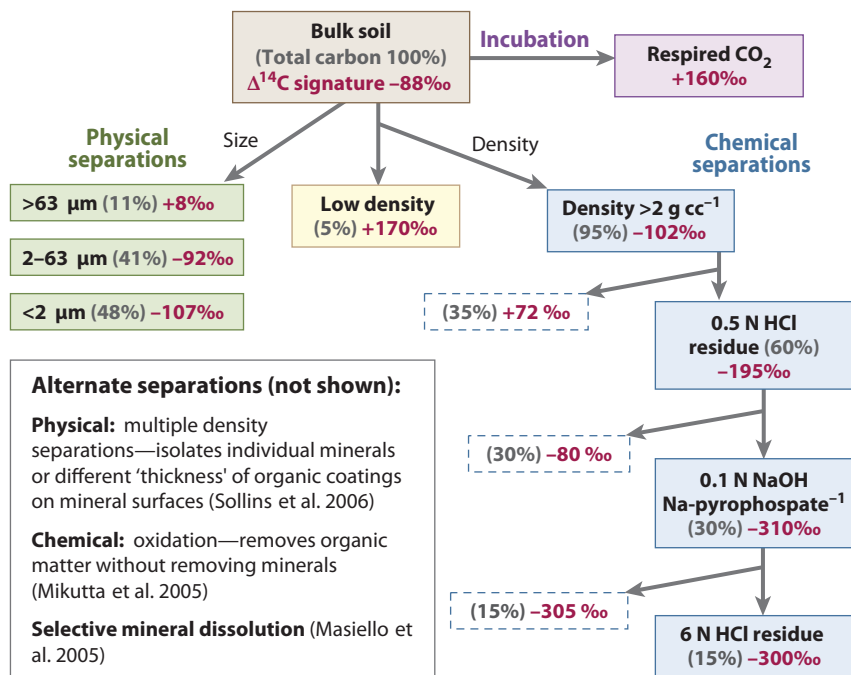 Bulk soil
(Total carbon 100%)
Δ¹⁴C signature –88‰
Incubation
Respired CO₂
+160‰
Physical
separations
Size
Density
Chemical
separations
>63 µm (11%) +8‰
2–63 µm (41%) –92‰
<2 µm (48%) –107‰
Low density
(5%) +170‰
Density >2 g cc⁻¹
(95%) –102‰
(35%) +72 ‰
0.5 N HCl
residue (60%)
–195‰
(30%) –80 ‰
0.1 N NaOH
Na-pyrophospate⁻¹
(30%) –310‰
(15%) –305 ‰
6 N HCl residue
(15%) –300‰
Alternate separations (not shown):
Physical: multiple density
separations—isolates individual minerals
or different 'thickness' of organic coatings
on mineral surfaces (Sollins et al. 2006)
Chemical: oxidation—removes organic
matter without removing minerals
(Mikutta et al. 2005)
Selective mineral dissolution (Masiello et
al. 2005)